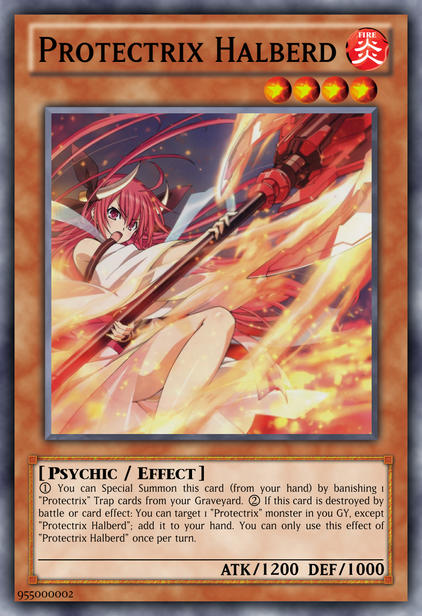 PROTECTRIX HALBERD
FIRE
炎
[ PSYCHIC / EFFECT ]
① You can Special Summon this card (from your hand) by banishing 1
"Protectrix" Trap cards from your Graveyard. ② If this card is destroyed by
battle or card effect: You can target 1 "Protectrix" monster in you GY, except
"Protectrix Halberd"; add it to your hand. You can only use this effect of
"Protectrix Halberd" once per turn.
ATK/1200 DEF/1000
955000002